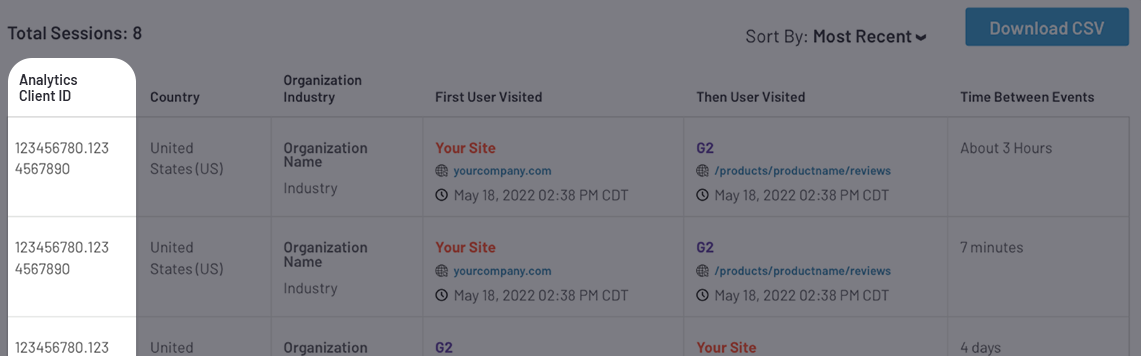 Total Sessions: 8
Sort By: Most Recent
Download CSV
Analytics
Client ID
Country
Organization
Industry
First User Visited
Then User Visited
Time Between Events
123456780.123
4567890
United
States (US)
Organization
Name
Industry
Your Site
yourcompany.com
May 18, 2022 02:38 PM CDT
G2
/products/productname/reviews
May 18, 2022 02:38 PM CDT
About 3 Hours
123456780.123
4567890
United
States (US)
Organization
Name
Industry
Your Site
yourcompany.com
May 18, 2022 02:38 PM CDT
G2
/products/productname/reviews
May 18, 2022 02:38 PM CDT
7 minutes
123456780.123
United
Organization
G2
Your Site
4 days